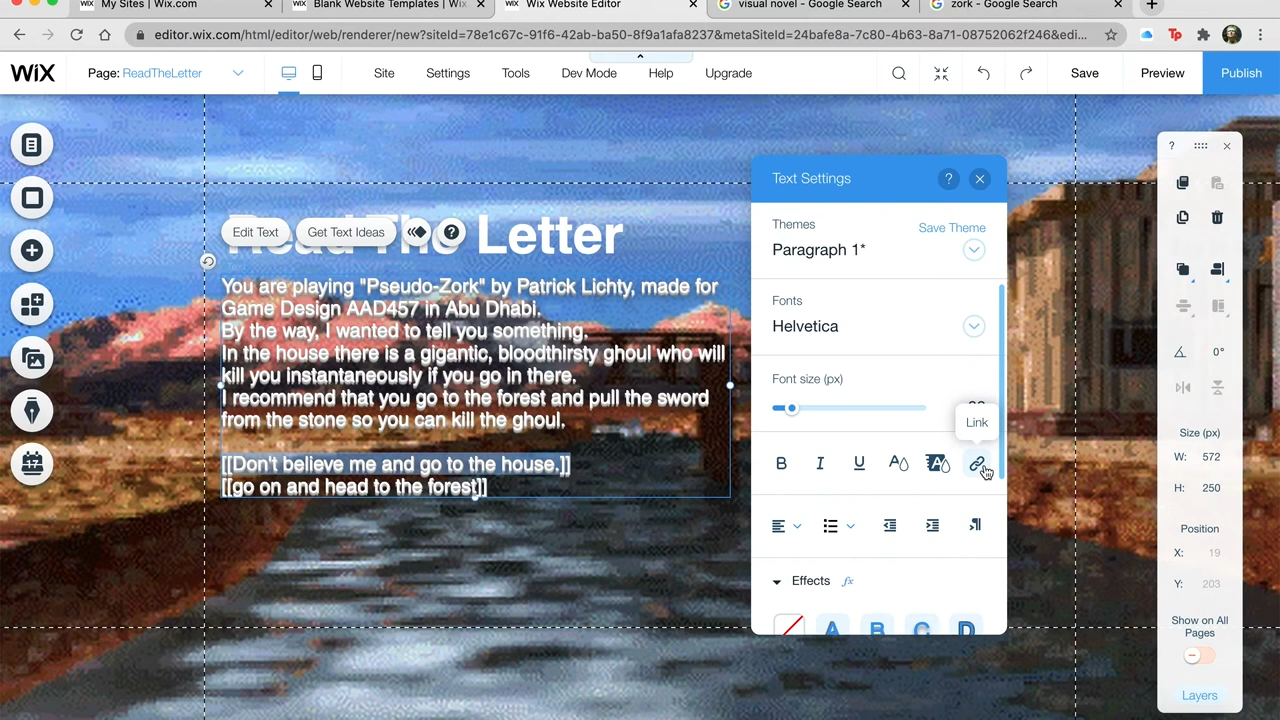 My Sites | Wix.com
Blank Website Templates | Wix
Wix Website Editor
visual novel - Google Search
zork - Google Search
editor.wix.com/html/editor/web/renderer/new?siteId=78e1c67c-91f6-42ab-ba50-8f9a1afa8237&metaSiteId=24bafe8a-7c80-4b63-8a71-08752062f246&edi...
WiX
Page: ReadTheLetter
Site
Settings
Tools
Dev Mode
Help
Upgrade
Save
Preview
Publish
Read The Letter
Edit Text
Get Text Ideas
You are playing "Pseudo-Zork" by Patrick Lichty, made for
Game Design AAD457 in Abu Dhabi.
By the way, I wanted to tell you something.
In the house there is a gigantic, bloodthirsty ghoul who will
kill you instantaneously if you go in there.
I recommend that you go to the forest and pull the sword
from the stone so you can kill the ghoul.
[[Don't believe me and go to the house.]]
[[go on and head to the forest]]
Text Settings
Themes
Save Theme
Paragraph 1*
Fonts
Helvetica
Font size (px)
Link
B I U
Effects fx
A B C D
0°
Size (px)
W: 572
H: 250
Position
X: 19
Y: 203
Show on All
Pages
Layers
17